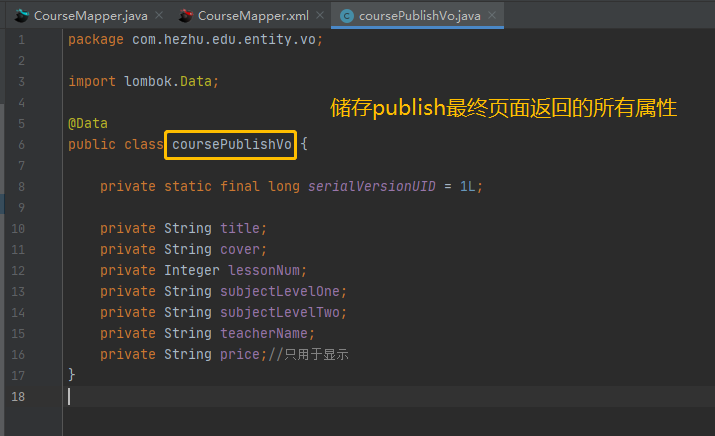 CourseMapper.java CourseMapper.xml coursePublishVo.java
1 package com.hezhu.edu.entity.vo;
2
3 import lombok.Data;
4
储存publish最终页面返回的所有属性
5 @Data
6 public class coursePublishVo {
7
8 private static final long serialVersionUID = 1L;
9
10 private String title;
11 private String cover;
12 private Integer lessonNum;
13 private String subjectLevelOne;
14 private String subjectLevelTwo;
15 private String teacherName;
16 private String price;//只用于显示
17 }
18